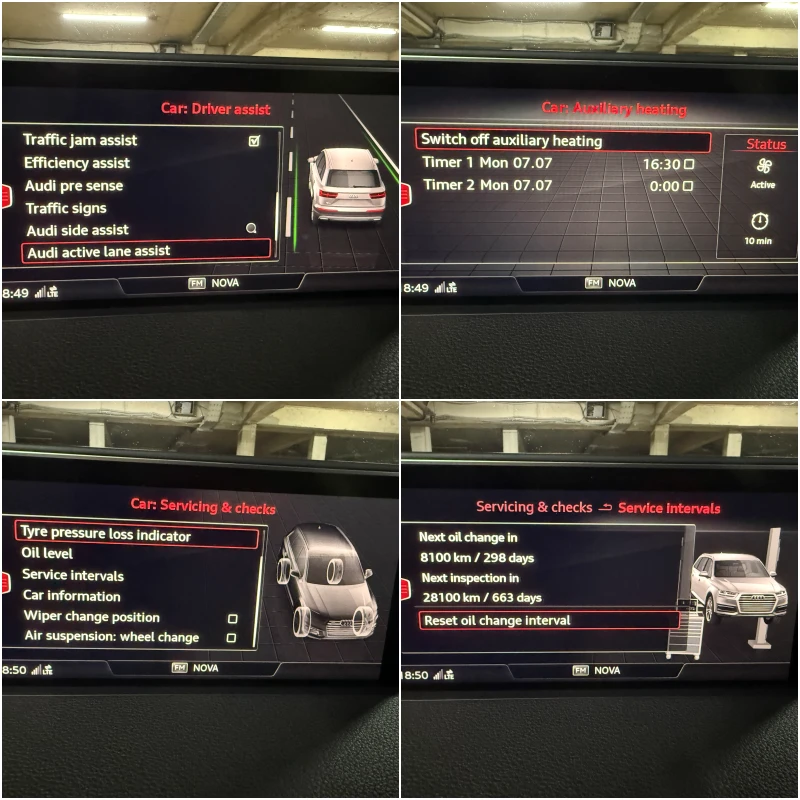 Car: Driver assist
Traffic jam assist
Efficiency assist
Audi pre sense
Traffic signs
Audi side assist
Audi active lane assist
8:49 LTE
FM NOVA
Car: Auxiliary heating
Switch off auxiliary heating
Timer 1 Mon 07.07 16:30
Timer 2 Mon 07.07 0:00
Status
Active
10 min
8:49 LTE
FM NOVA
Car: Servicing & checks
Tyre pressure loss indicator
Oil level
Service intervals
Car information
Wiper change position
Air suspension: wheel change
8:50 LTE
FM NOVA
Servicing & checks Service intervals
Next oil change in
8100 km / 298 days
Next inspection in
28100 km / 663 days
Reset oil change interval
18:50 LTE
FM NOVA